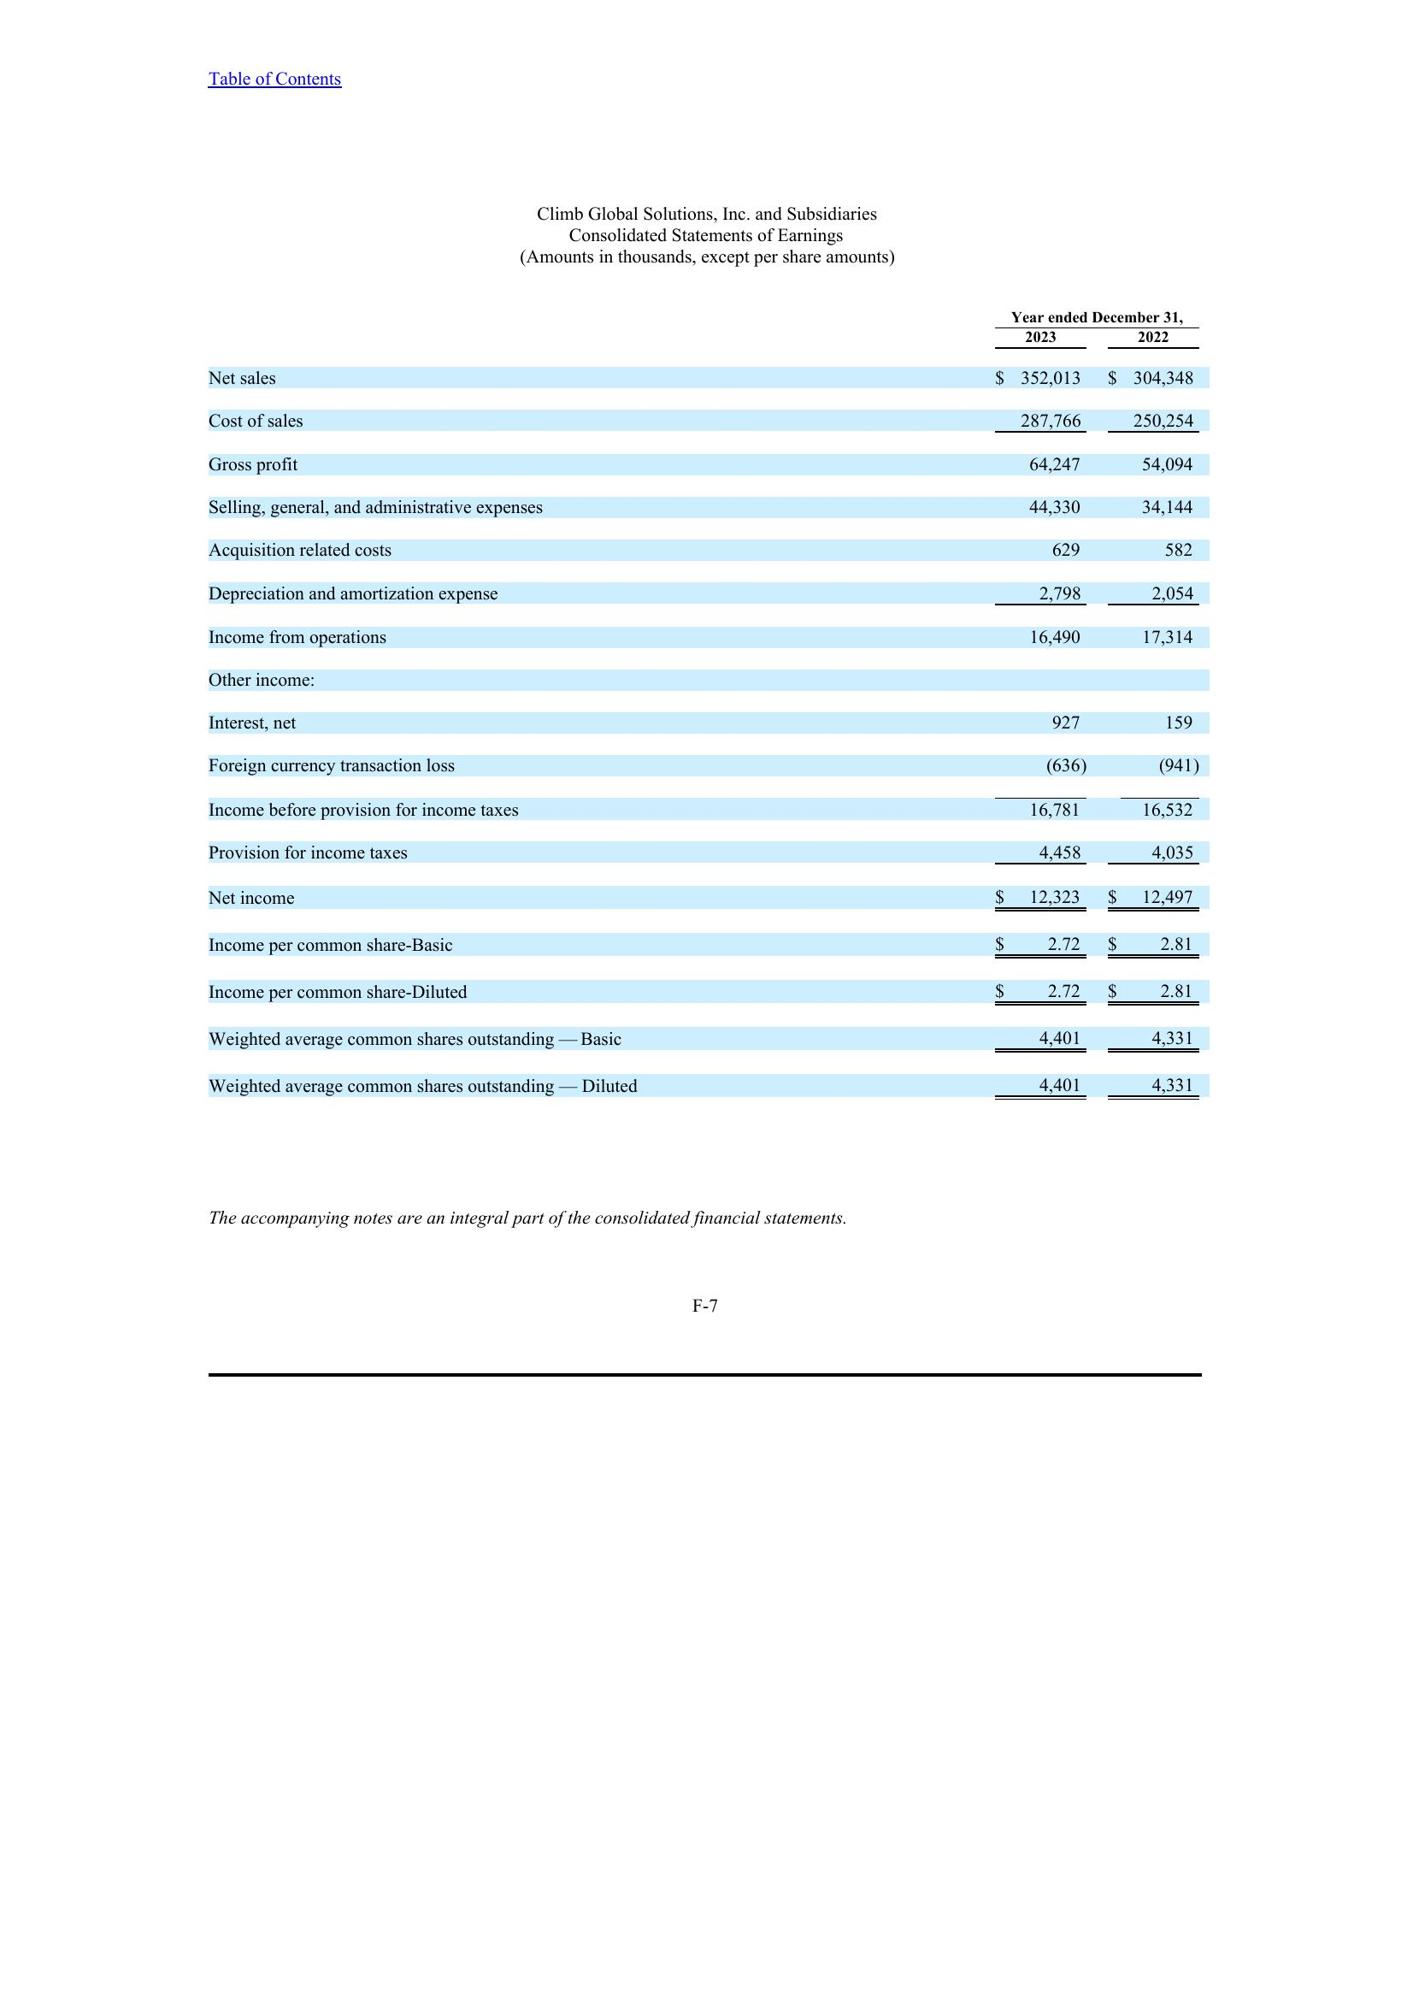 Table of Contents
Climb Global Solutions, Inc. and Subsidiaries
Consolidated Statements of Earnings
(Amounts in thousands, except per share amounts)
Year ended December 31,
2023 2022
Net sales $ 352,013 $ 304,348
Cost of sales 287,766 250,254
Gross profit 64,247 54,094
Selling, general, and administrative expenses 44,330 34,144
Acquisition related costs 629 582
Depreciation and amortization expense 2,798 2,054
Income from operations 16,490 17,314
Other income:
Interest, net 927 159
Foreign currency transaction loss (636) (941)
Income before provision for income taxes 16,781 16,532
Provision for income taxes 4,458 4,035
Net income $ 12,323 $ 12,497
Income per common share-Basic $ 2.72 $ 2.81
Income per common share-Diluted $ 2.72 $ 2.81
Weighted average common shares outstanding — Basic 4,401 4,331
Weighted average common shares outstanding — Diluted 4,401 4,331
The accompanying notes are an integral part of the consolidated financial statements.
F-7